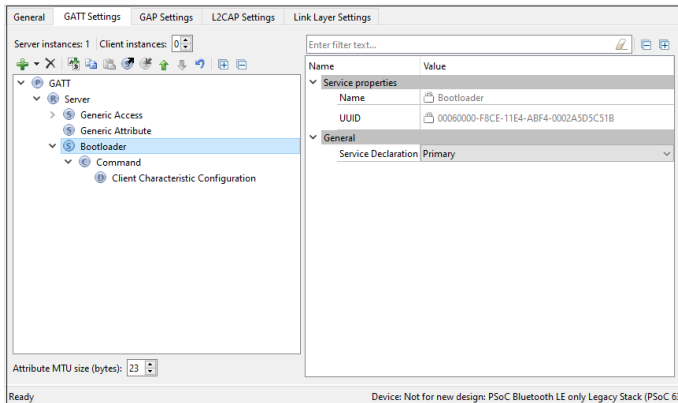 General GATT Settings GAP Settings L2CAP Settings Link Layer Settings
Server instances: 1 Client instances: 0
P GATT
R Server
S Generic Access
S Generic Attribute
S Bootloader
C Command
D Client Characteristic Configuration
Attribute MTU size (bytes): 23
Enter filter text...
Name Value
Service properties
Name Bootloader
UUID 00060000-F8CE-11E4-ABF4-0002A5D5C51B
General
Service Declaration Primary
Ready Device: Not for new design: PSoC Bluetooth LE only Legacy Stack (PSoC 6